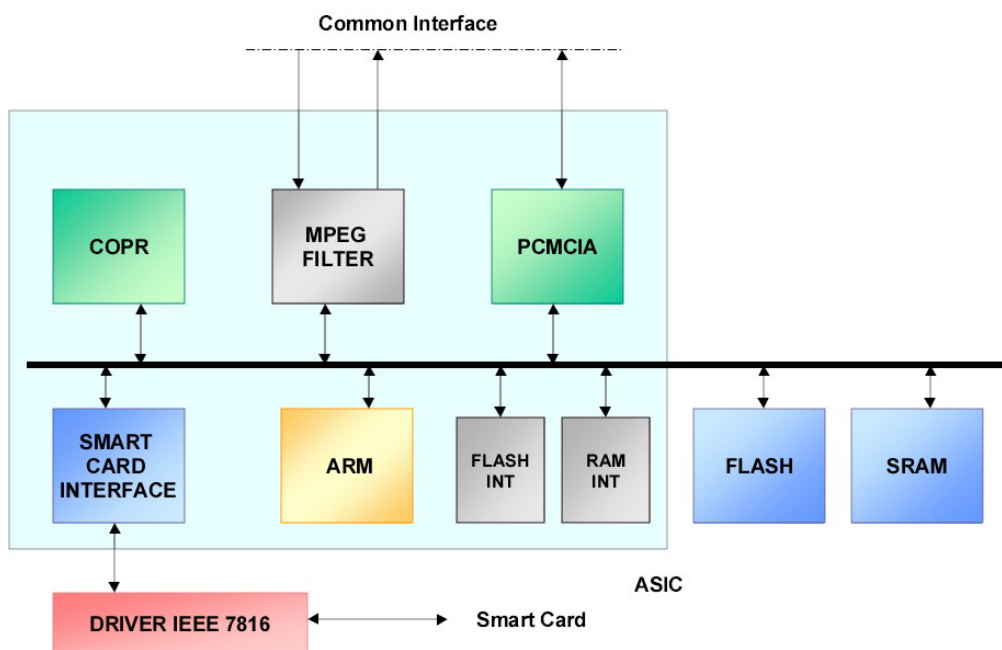 Common Interface
COPR
MPEG
FILTER
PCMCIA
SMART
CARD
INTERFACE
ARM
FLASH
INT
RAM
INT
FLASH
SRAM
ASIC
DRIVER IEEE 7816
Smart Card